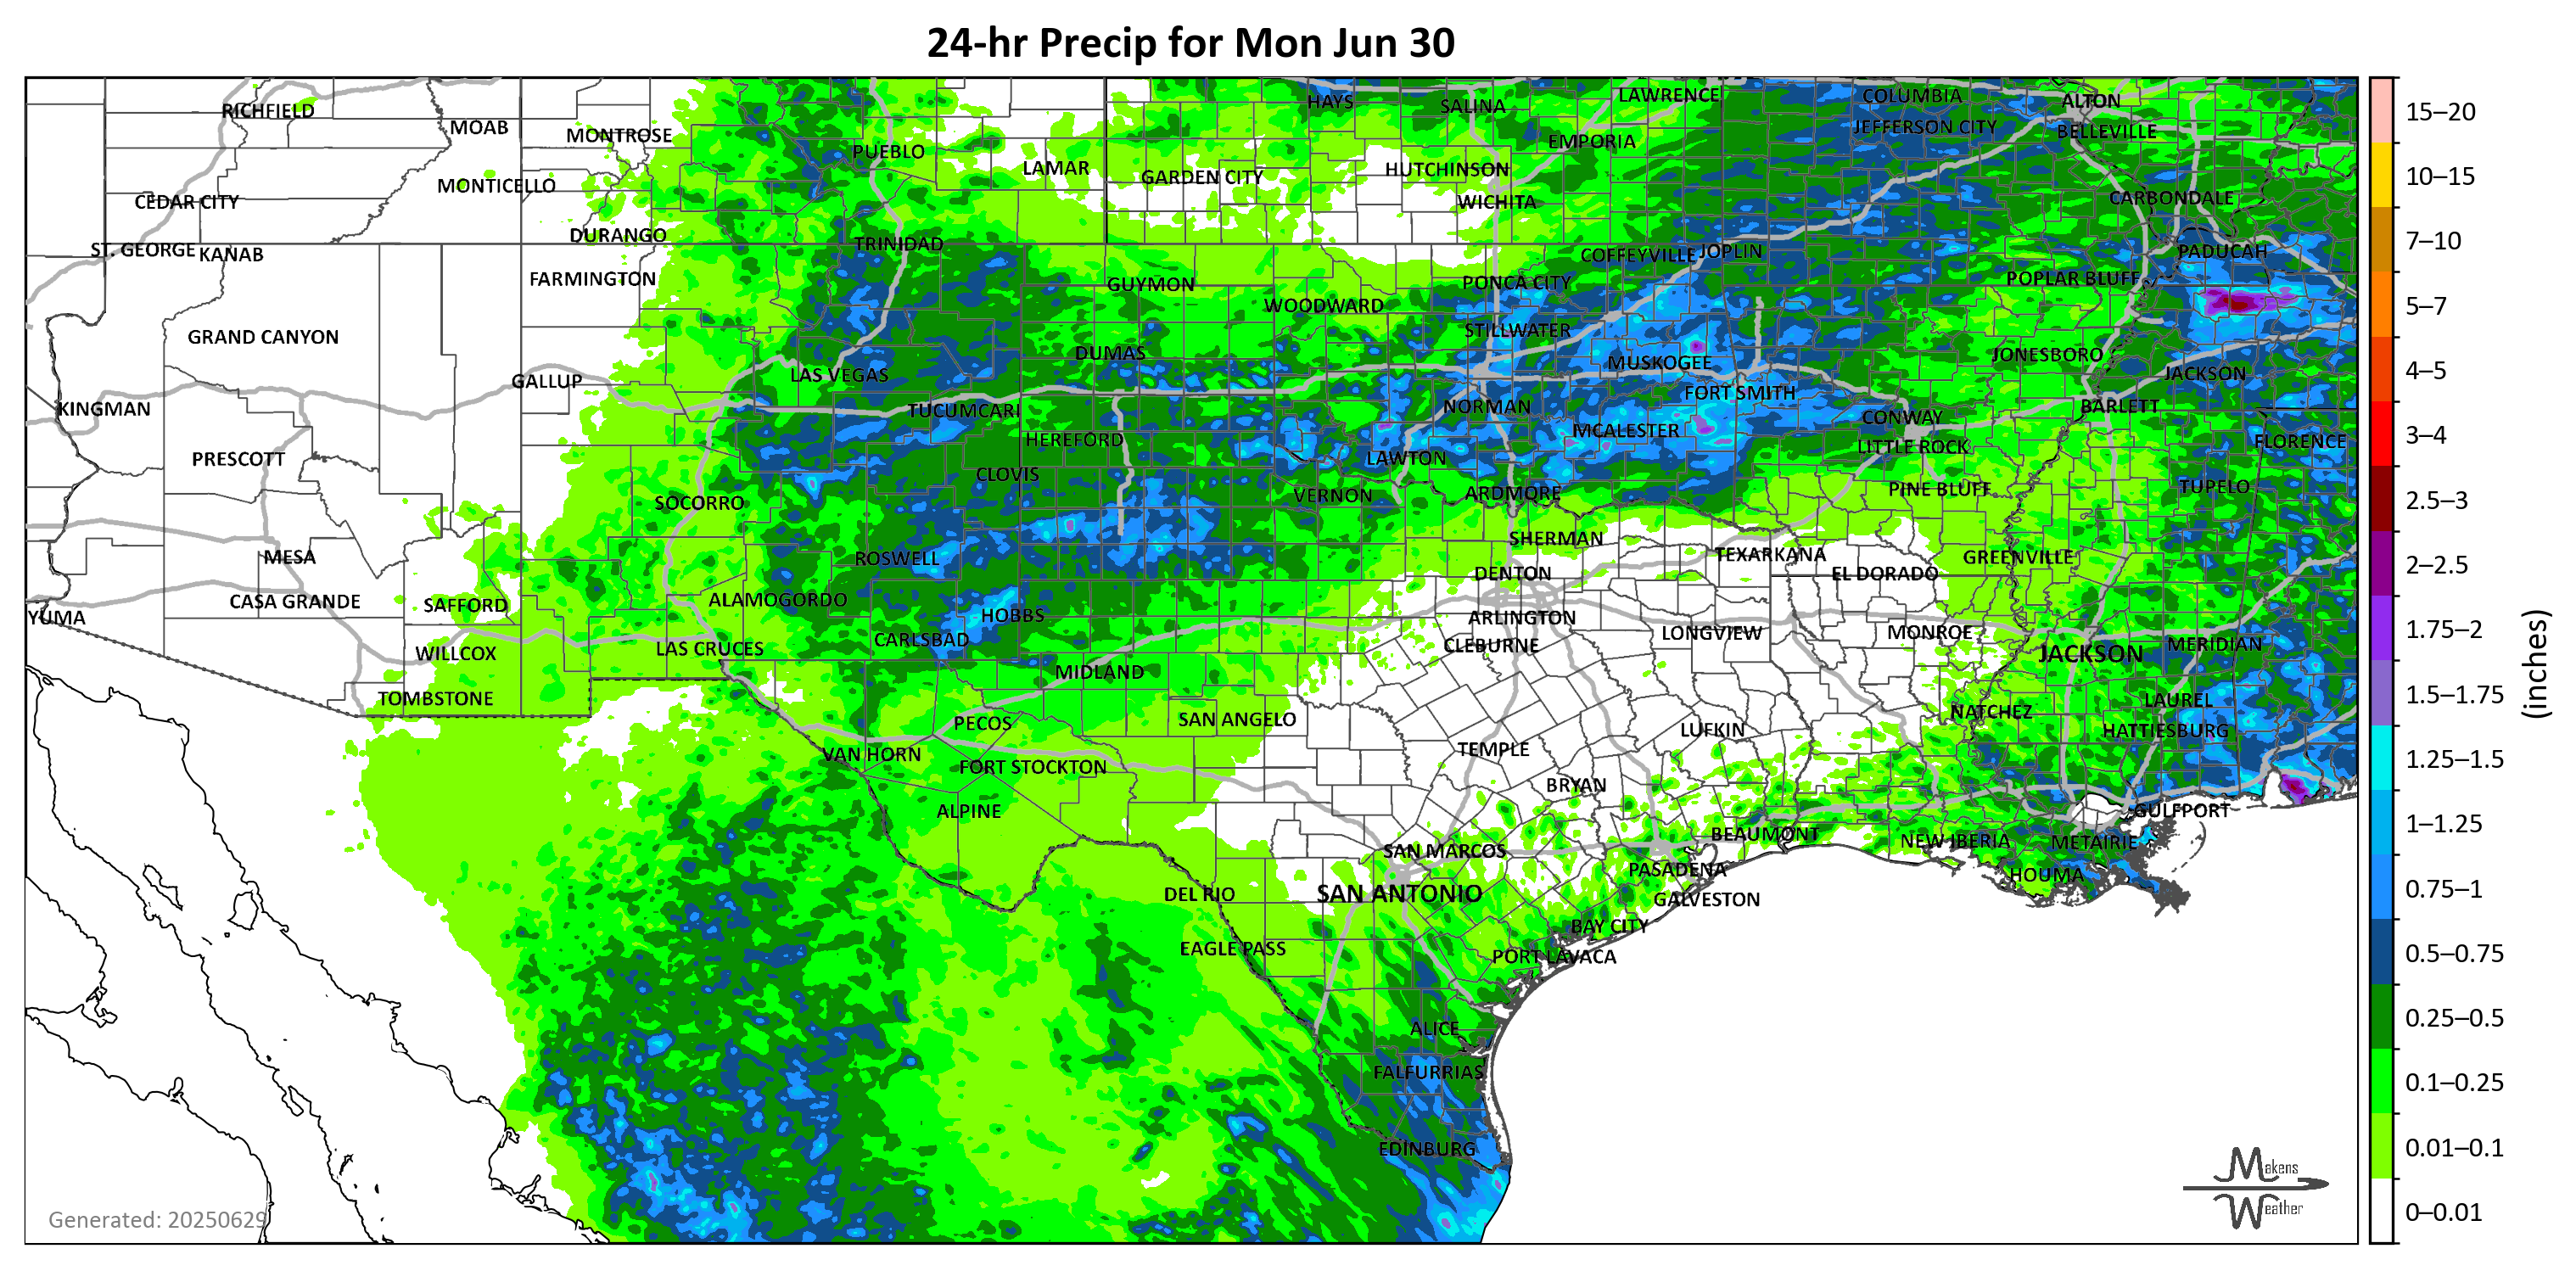 24-hr Precip for Mon Jun 30
RICHFIELD
MOAB
MONTROSE
PUEBLO
LAMAR
HAYS
SALINA
LAWRENCE
COLUMBIA
ALTON
JEFFERSON CITY
BELLEVILLE
EMPORIA
GARDEN CITY
HUTCHINSON
MONTICELLO
CEDAR CITY
WICHITA
CARBONDALE
DURANGO
TRINIDAD
ST. GEORGE
KANAB
COFFEYVILLE
JOPLIN
PADUCAH
FARMINGTON
GUYMON
PONCA CITY
POPLAR BLUFF
WOODWARD
GRAND CANYON
STILLWATER
DUMAS
JONESBORO
MUSKOGEE
LAS VEGAS
JACKSON
GALLUP
FORT SMITH
KINGMAN
TUCUMCARI
NORMAN
BARLETT
CONWAY
MCALESTER
HEREFORD
FLORENCE
LITTLE ROCK
PRESCOTT
LAWTON
CLOVIS
TUPELO
PINE BLUFF
SOCORRO
VERNON
ARDMORE
SHERMAN
MESA
ROSWELL
TEXARKANA
GREENVILLE
DENTON
EL DORADO
CASA GRANDE
SAFFORD
ALAMOGORDO
HOBBS
YUMA
ARLINGTON
LONGVIEW
MONROE
CARLSBAD
CLEBURNE
MERIDIAN
LAS CRUCES
WILLCOX
JACKSON
MIDLAND
TOMBSTONE
LAUREL
NATCHEZ
SAN ANGELO
PECOS
LUFKIN
HATTIESBURG
TEMPLE
VAN HORN
FORT STOCKTON
BRYAN
ALPINE
GULFPORT
BEAUMONT
NEW IBERIA
METAIRIE
SAN MARCOS
PASADENA
HOUMA
DEL RIO
SAN ANTONIO
GALVESTON
BAY CITY
EAGLE PASS
PORT LAVACA
ALICE
FALFURRIAS
EDINBURG
Generated: 20250629
Makens
Weather
15–20
10–15
7–10
5–7
4–5
3–4
2.5–3
2–2.5
1.75–2
1.5–1.75
1.25–1.5
1–1.25
0.75–1
0.5–0.75
0.25–0.5
0.1–0.25
0.01–0.1
0–0.01
(inches)